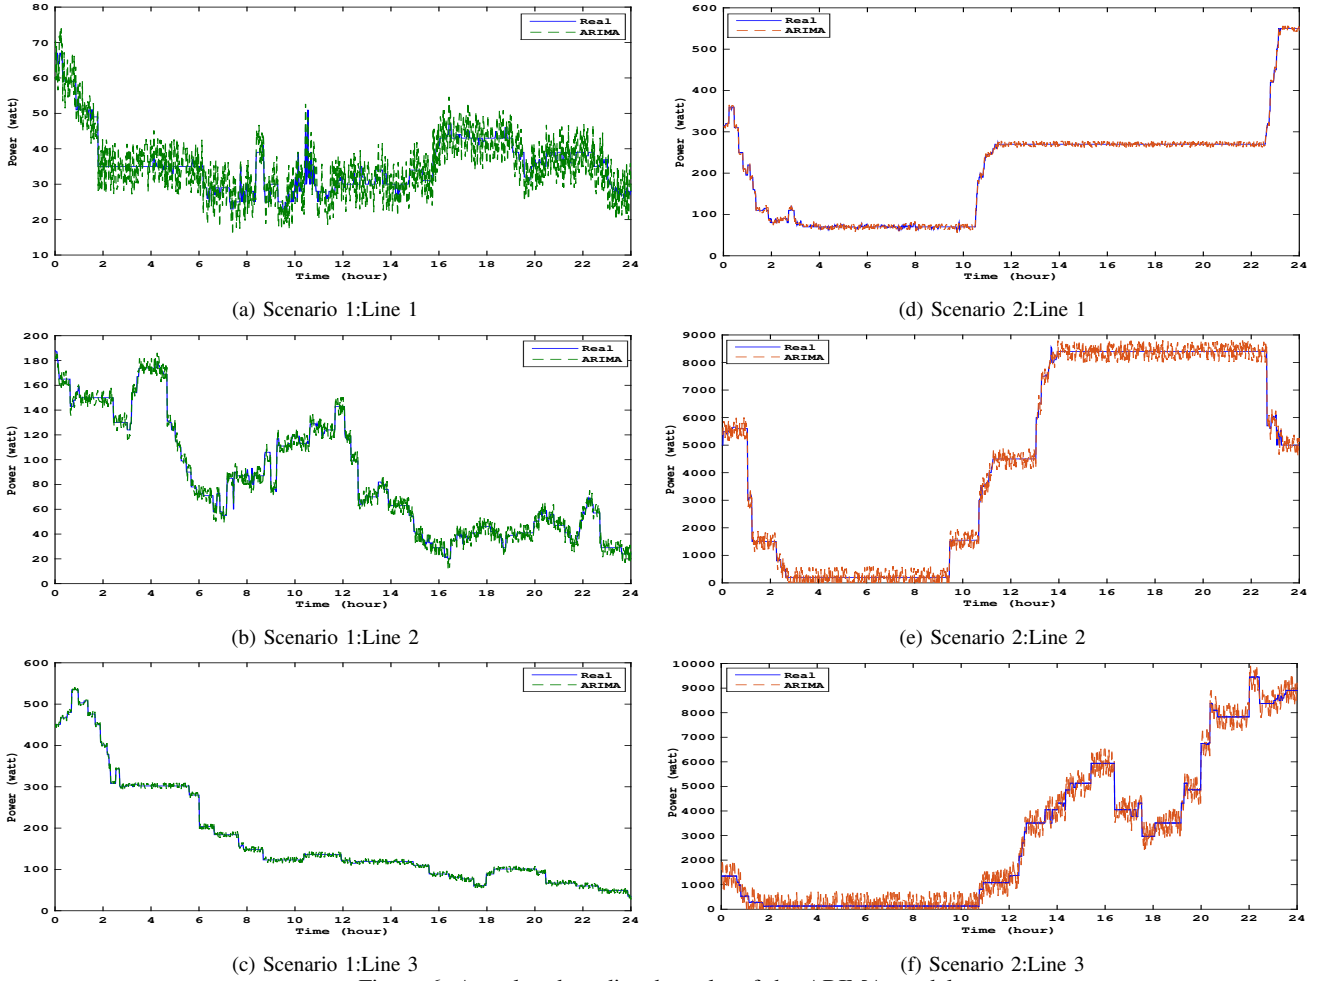 80
70
60
50
40
30
20
10
0 2 4 6 8 10 12 14 16 18 20 22 24
Power (watt)
Time (hour)
Real
ARIMA
(a) Scenario 1:Line 1
200
180
160
140
120
100
80
60
40
20
0
0 2 4 6 8 10 12 14 16 18 20 22 24
Power (watt)
Time (hour)
Real
ARIMA
(b) Scenario 1:Line 2
600
500
400
300
200
100
0
0 2 4 6 8 10 12 14 16 18 20 22 24
Power (watt)
Time (hour)
Real
ARIMA
(c) Scenario 1:Line 3
600
500
400
300
200
100
0
0 2 4 6 8 10 12 14 16 18 20 22 24
Power (watt)
Time (hour)
Real
ARIMA
(d) Scenario 2:Line 1
9000
8000
7000
6000
5000
4000
3000
2000
1000
0
0 2 4 6 8 10 12 14 16 18 20 22 24
Power (watt)
Time (hour)
Real
ARIMA
(e) Scenario 2:Line 2
10000
9000
8000
7000
6000
5000
4000
3000
2000
1000
0
0 2 4 6 8 10 12 14 16 18 20 22 24
Power (watt)
Time (hour)
Real
ARIMA
(f) Scenario 2:Line 3